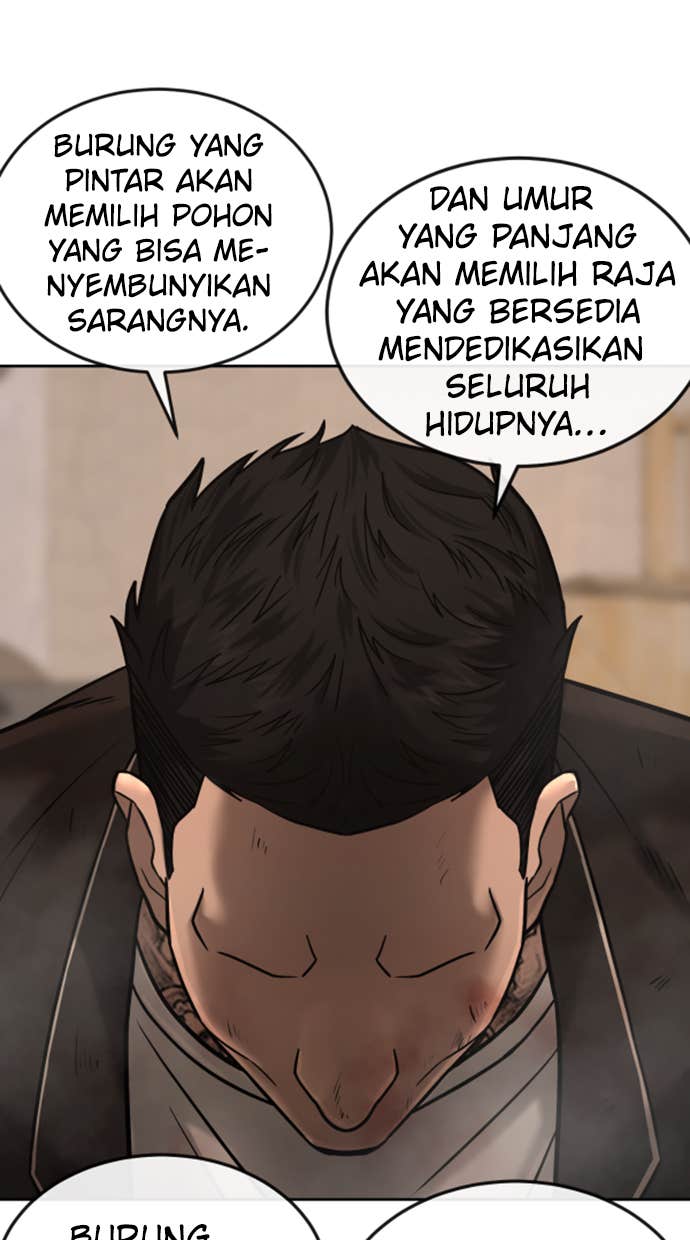 BURUNG YANG
PINTAR AKAN
MEMILIH POHON
YANG BISA ME-
NYEMBUNYIKAN
SARANGNYA.
DAN UMUR
YANG PANJANG
AKAN MEMILIH RAJA
YANG BERSEDIA
MENDEDIKASIKAN
SELURUH
HIDUPNYA...
BURUNG